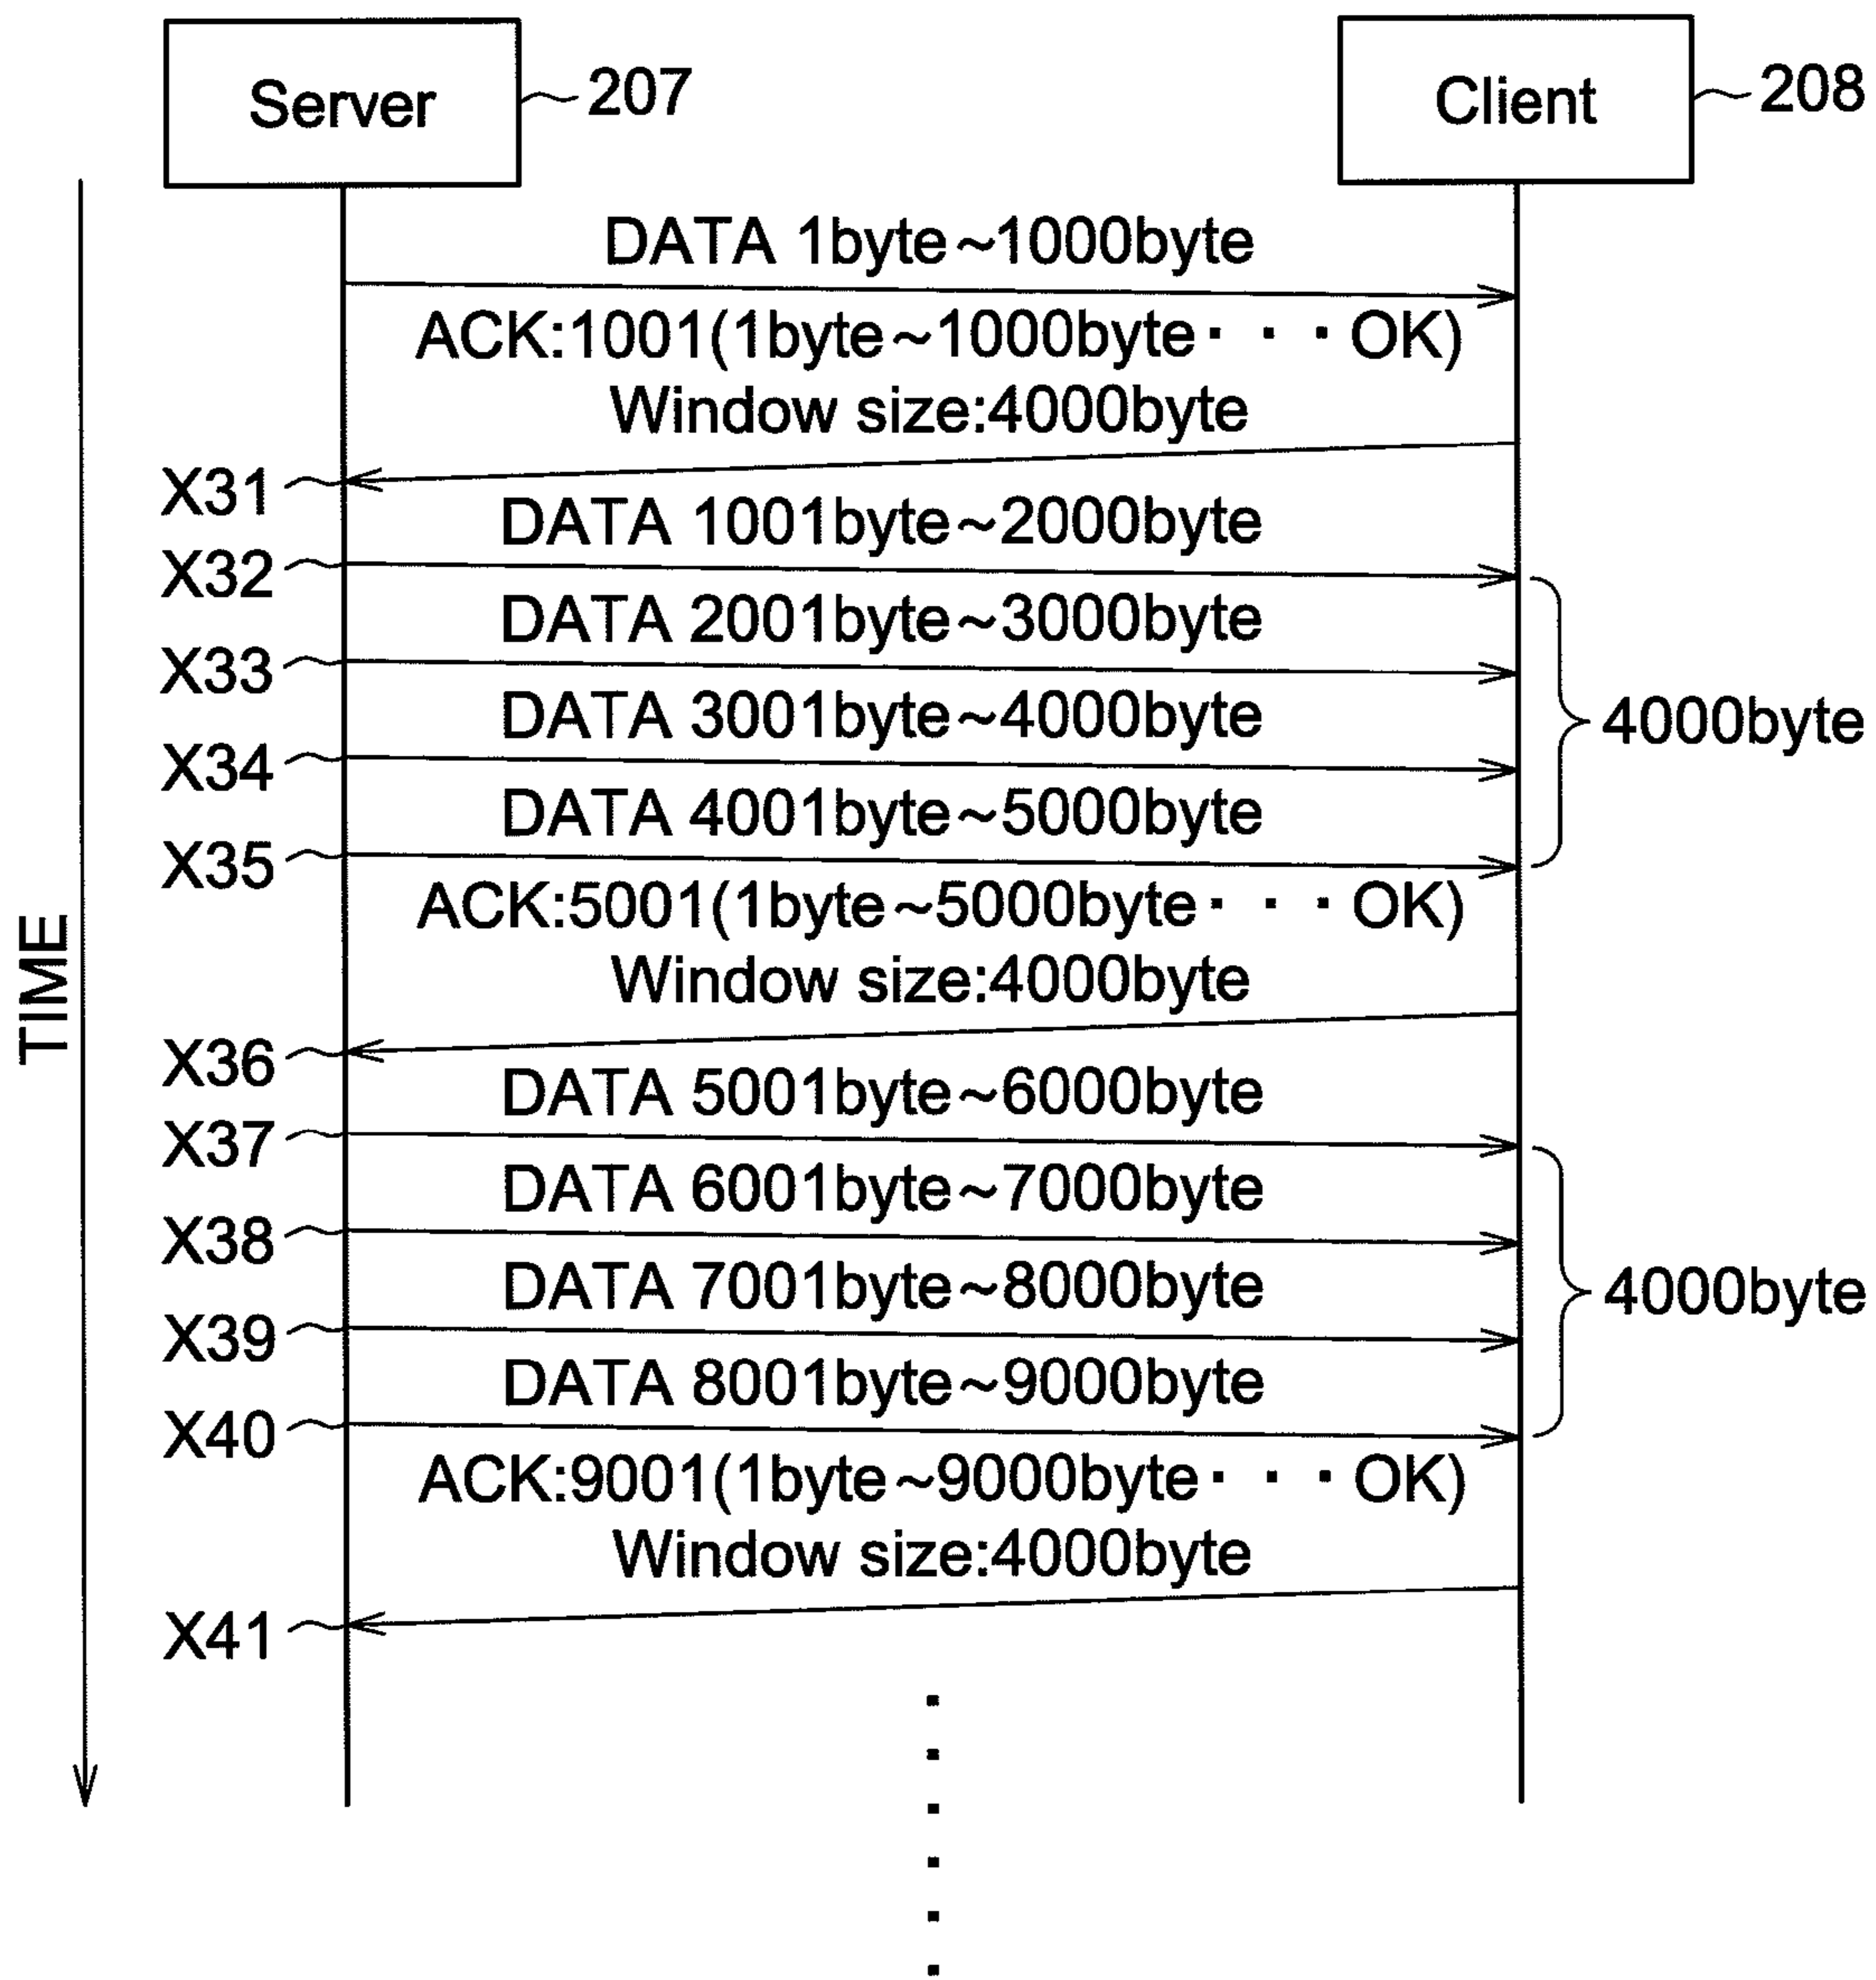 Server
207
Client
208
DATA 1byte~1000byte
ACK:1001(1byte~1000byte・・・OK)
Window size:4000byte
X31
DATA 1001byte~2000byte
X32
DATA 2001byte~3000byte
X33
DATA 3001byte~4000byte
4000byte
X34
DATA 4001byte~5000byte
X35
ACK:5001(1byte~5000byte・・・OK)
TIME
Window size:4000byte
X36
DATA 5001byte~6000byte
X37
DATA 6001byte~7000byte
X38
DATA 7001byte~8000byte
4000byte
X39
DATA 8001byte~9000byte
X40
ACK:9001(1byte~9000byte・・・OK)
Window size:4000byte
X41